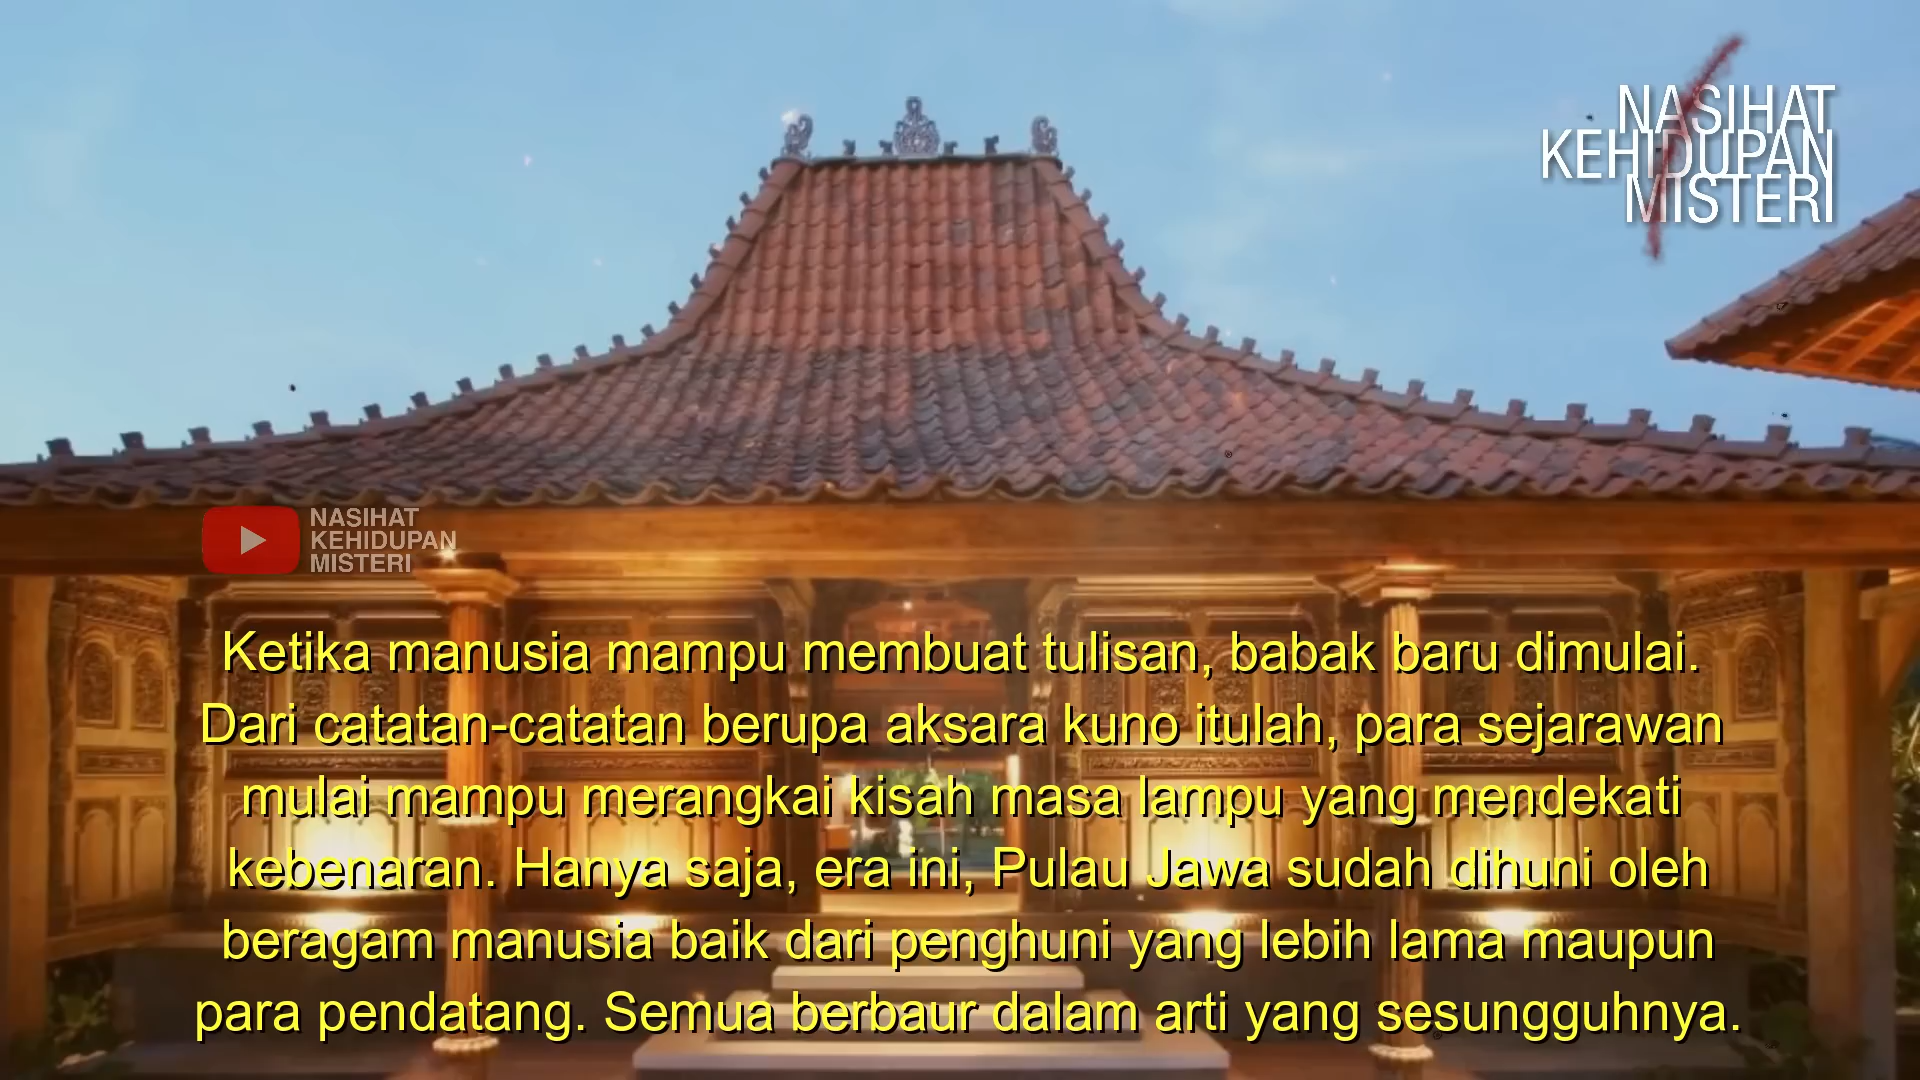 NASIHAT
KEHIDUPAN
MISTERI
NASIHAT
KEHIDUPAN
MISTERI
Ketika manusia mampu membuat tulisan, babak baru dimulai.
Dari catatan-catatan berupa aksara kuno itulah, para sejarawan
mulai mampu merangkai kisah masa lampu yang mendekati
kebenaran. Hanya saja, era ini, Pulau Jawa sudah dihuni oleh
beragam manusia baik dari penghuni yang lebih lama maupun
para pendatang. Semua berbaur dalam arti yang sesungguhnya.